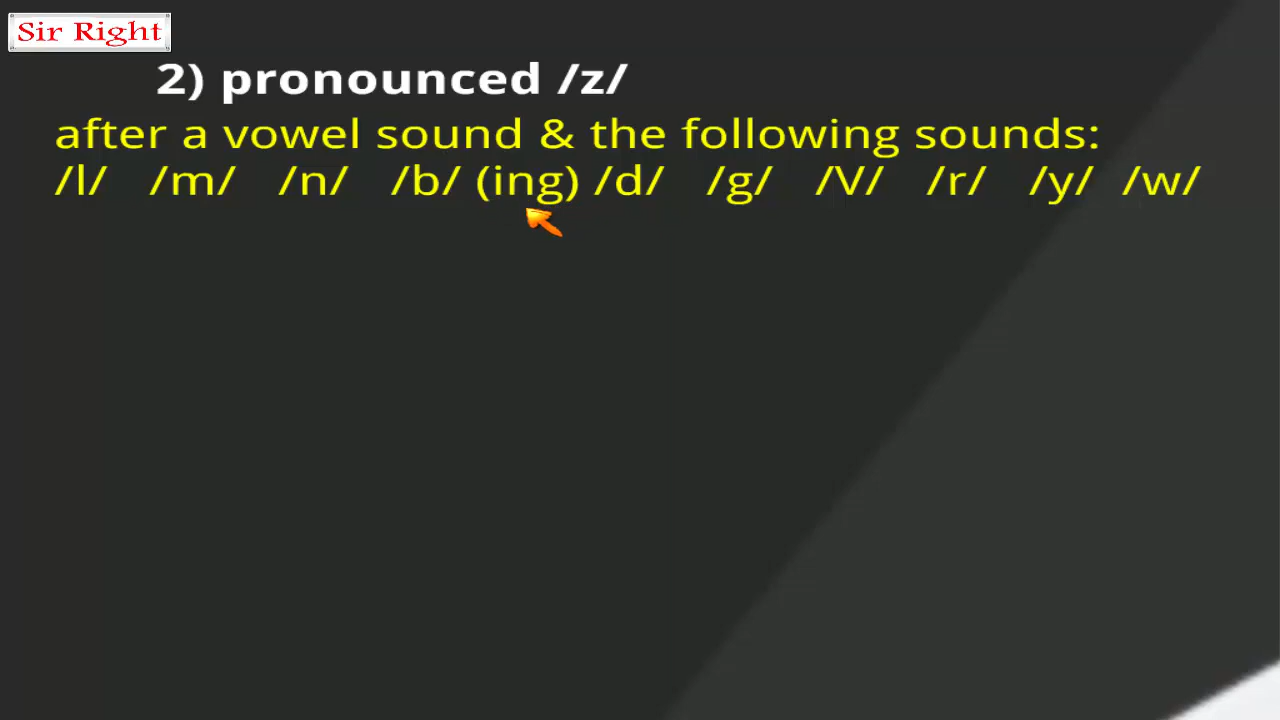 Sir Right
2) pronounced /z/
after a vowel sound & the following sounds:
/l/ /m/ /n/ /b/ (ing) /d/ /g/ /V/ /r/ /y/ /w/